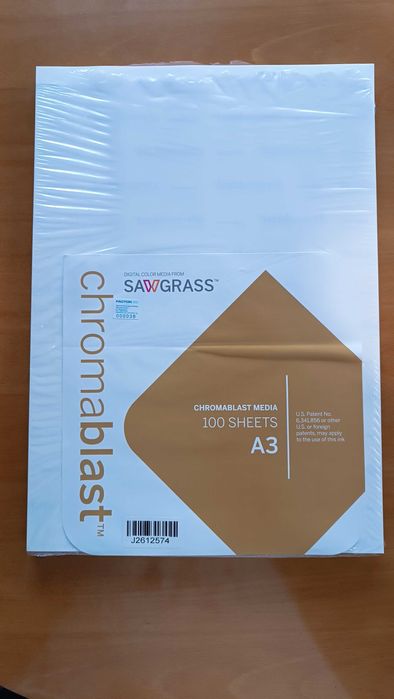 DIGITAL COLOR MEDIA FROM
SAWGRASS™
chromablast™
000038
CHROMABLAST MEDIA
100 SHEETS
A3
U.S. Patent No.
6,341,856 or other
U.S. or foreign
patents, may apply
to the use of this ink
J2612574